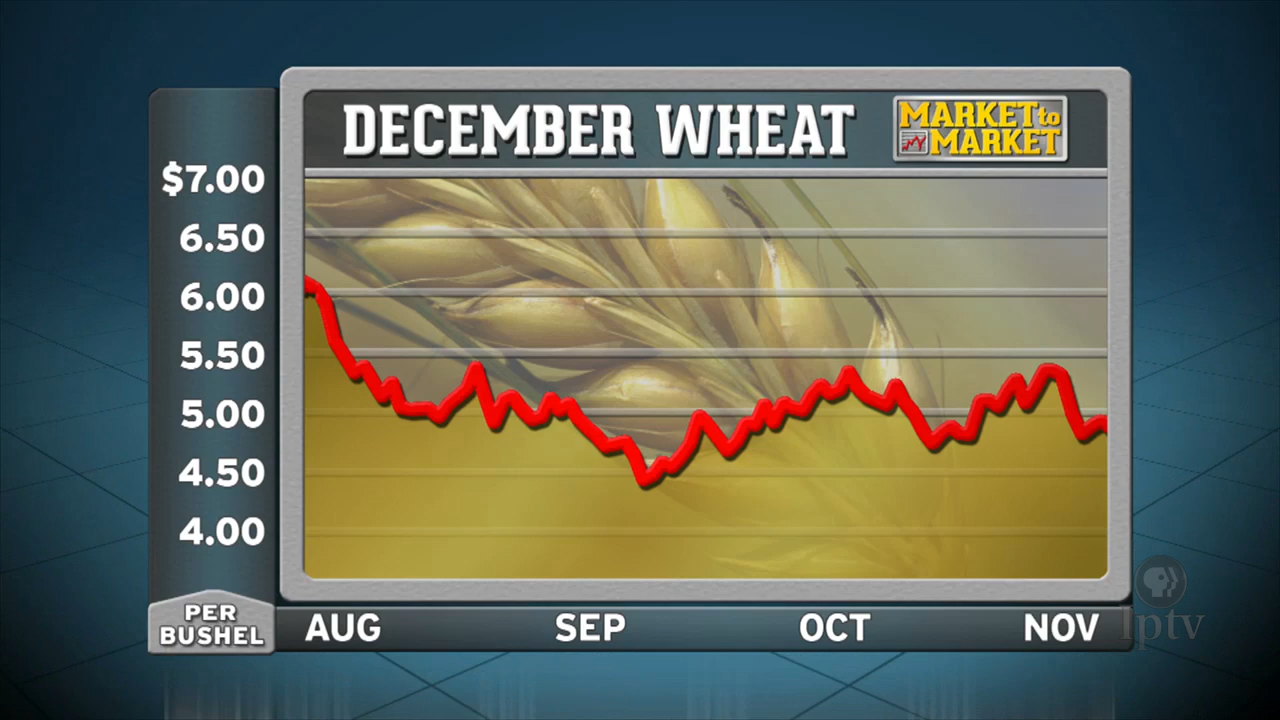 DECEMBER WHEAT
MARKET to
MARKET
$7.00
6.50
6.00
5.50
5.00
4.50
4.00
PER
BUSHEL
AUG SEP OCT NOV
Iptv